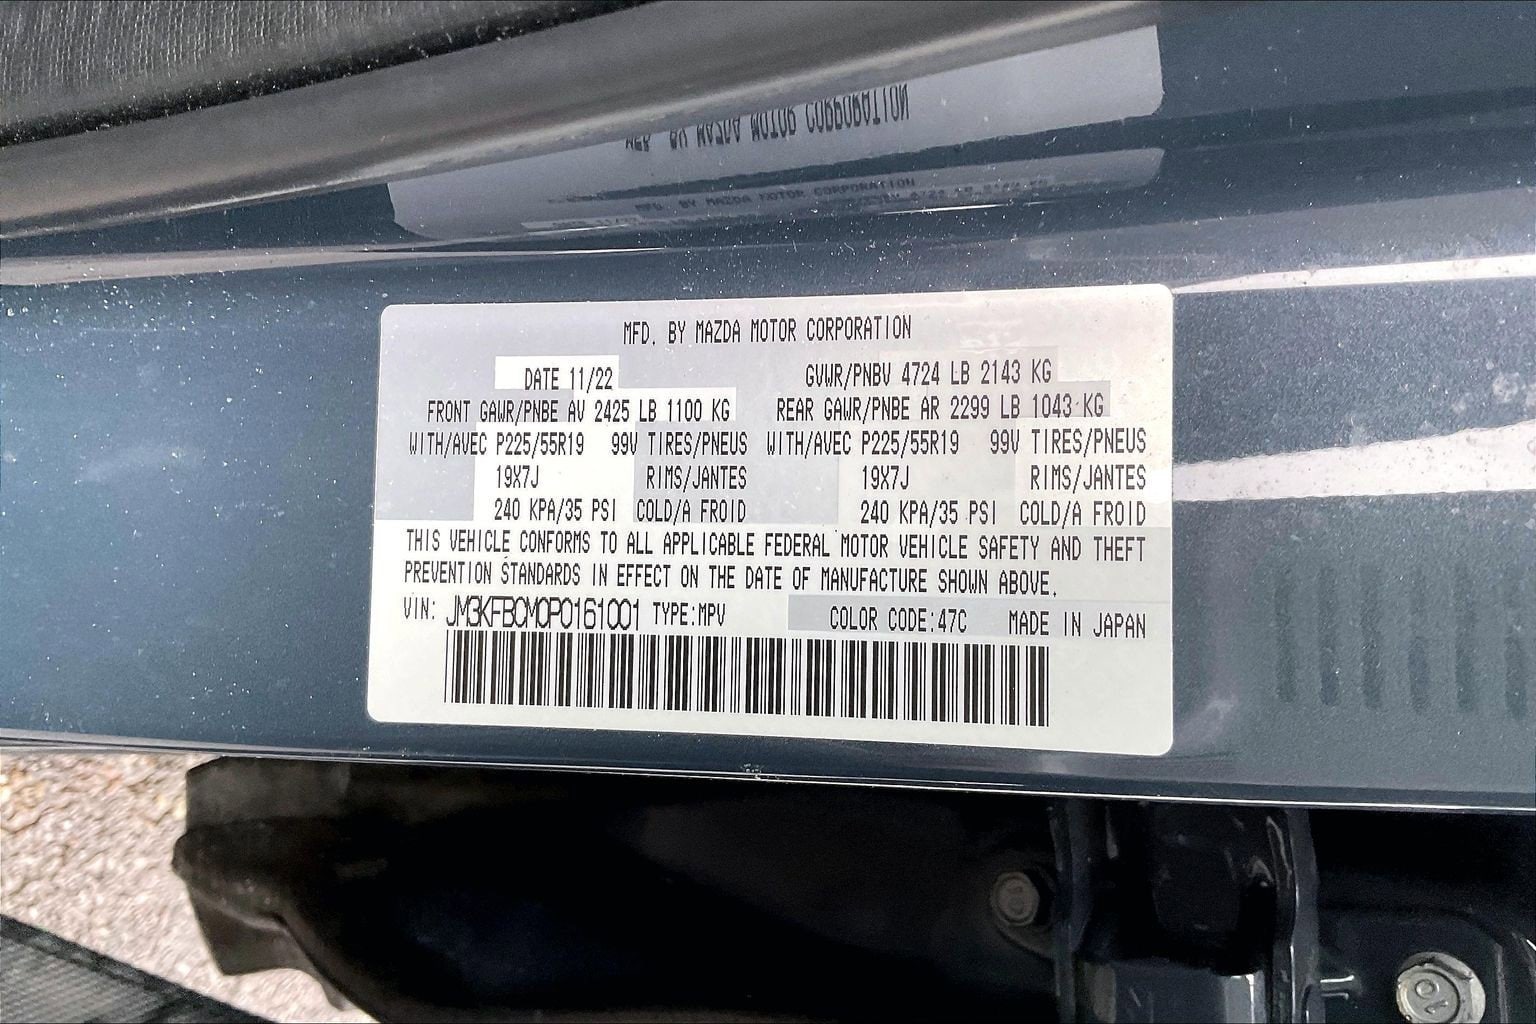 MFD. BY MAZDA MOTOR CORPORATION
MFD. BY MAZDA MOTOR CORPORATION
MFD. BY MAZDA MOTOR CORPORATION
DATE 11/22 GVWR/PNBV 4724 LB 2143 KG
FRONT GAWR/PNBE AV 2425 LB 1100 KG REAR GAWR/PNBE AR 2299 LB 1043 KG
WITH/AVEC P225/55R19 99V TIRES/PNEUS WITH/AVEC P225/55R19 99V TIRES/PNEUS
19X7J RIMS/JANTES 19X7J RIMS/JANTES
240 KPA/35 PSI COLD/A FROID 240 KPA/35 PSI COLD/A FROID
THIS VEHICLE CONFORMS TO ALL APPLICABLE FEDERAL MOTOR VEHICLE SAFETY AND THEFT
PREVENTION STANDARDS IN EFFECT ON THE DATE OF MANUFACTURE SHOWN ABOVE.
VIN: JM3KFBCM0P0161001 TYPE:MPV COLOR CODE:47C MADE IN JAPAN